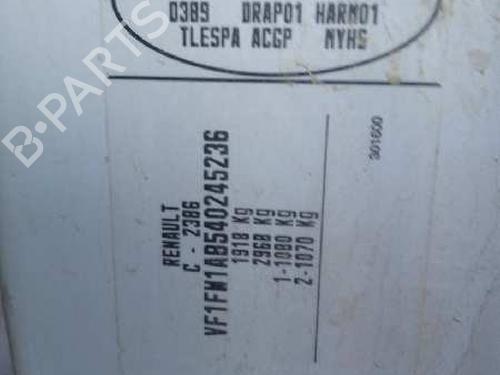 0389 DRAP01 HARM01
TLESPA ACGP NYHS
RENAULT
C - 2386
VF1FW1AB540245236
1918 Kg
2968 Kg
1-1080 Kg
2-1070 Kg
301600
B-PARTS